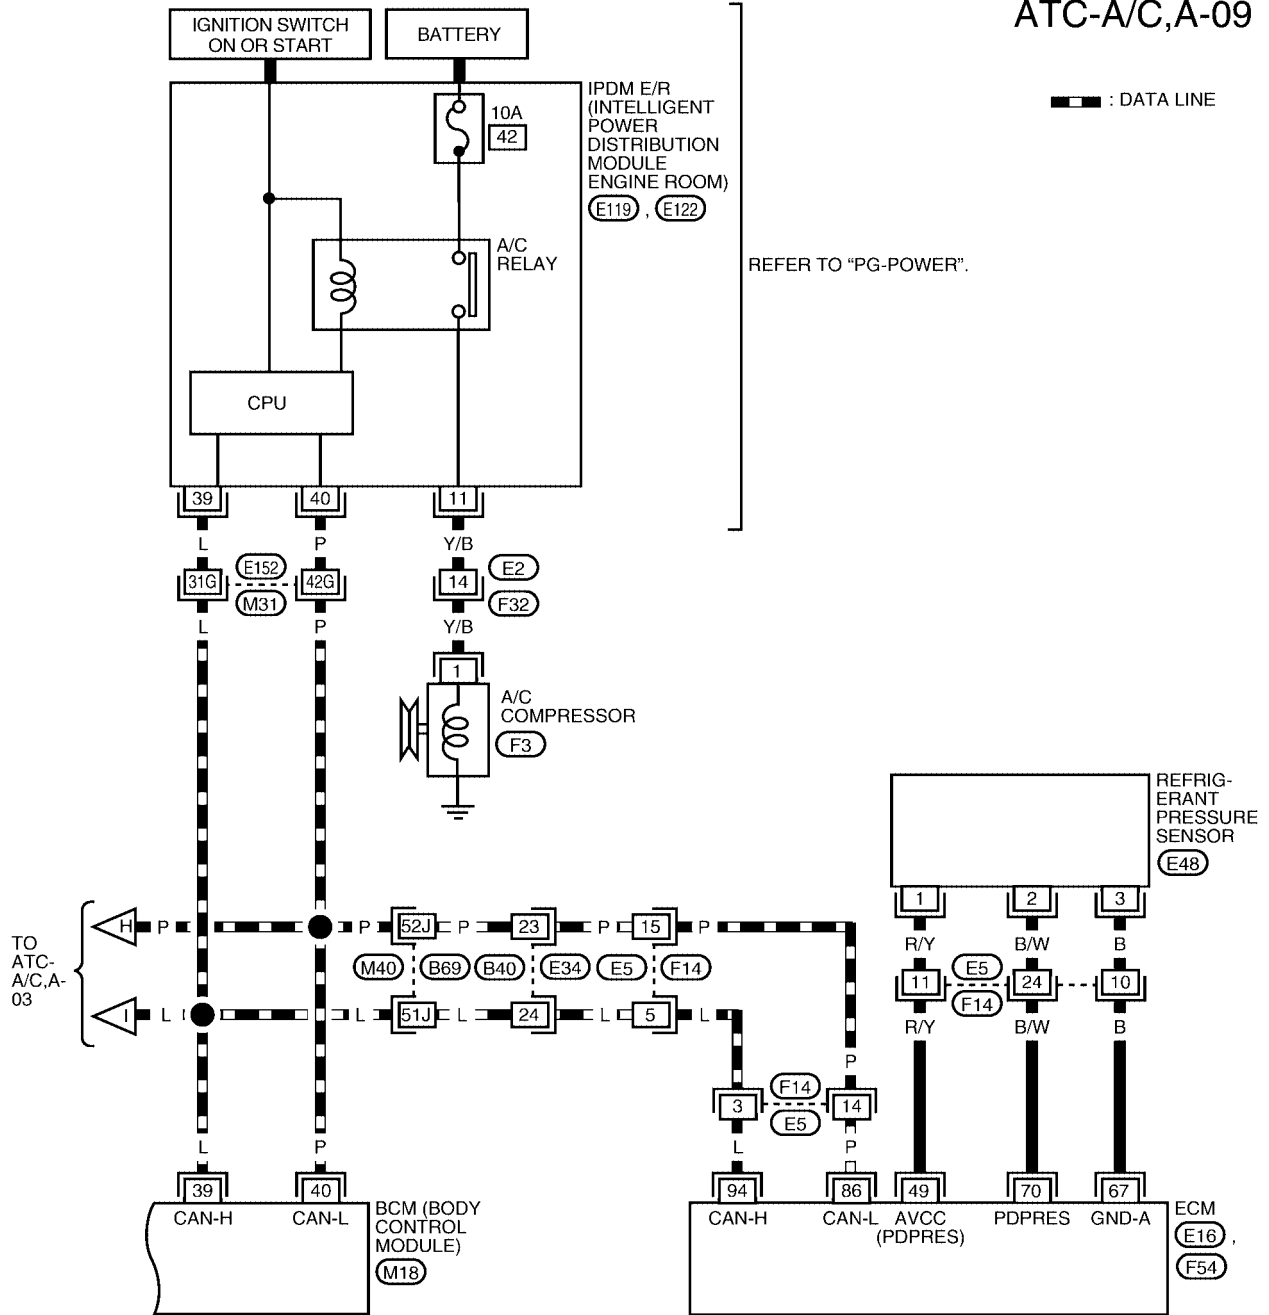 ATC-A/C,A-09
IGNITION SWITCH
ON OR START
BATTERY
: DATA LINE
IPDM E/R
(INTELLIGENT
POWER
DISTRIBUTION
MODULE
ENGINE ROOM)
E119 , E122
10A
42
A/C
RELAY
REFER TO “PG-POWER”.
CPU
39 40 11
L P Y/B
31G E152 42G 14 E2
M31 F32
L P Y/B
1
A/C
COMPRESSOR
F3
REFRIG-
ERANT
PRESSURE
SENSOR
E48
1 2 3
R/Y B/W B
11 E5 24 10
F14
R/Y B/W B
TO
ATC-
A/C,A-
03
H P P 52J P 23 P 15 P
M40 B69 B40 E34 E5 F14
I L L 51J L 24 L 5 L
P
3 F14 14
E5
L P
L P
39 40
CAN-H CAN-L
BCM (BODY
CONTROL
MODULE)
M18
94 86 49 70 67
CAN-H CAN-L AVCC
(PDPRES)
PDPRES GND-A
ECM
E16 ,
F54